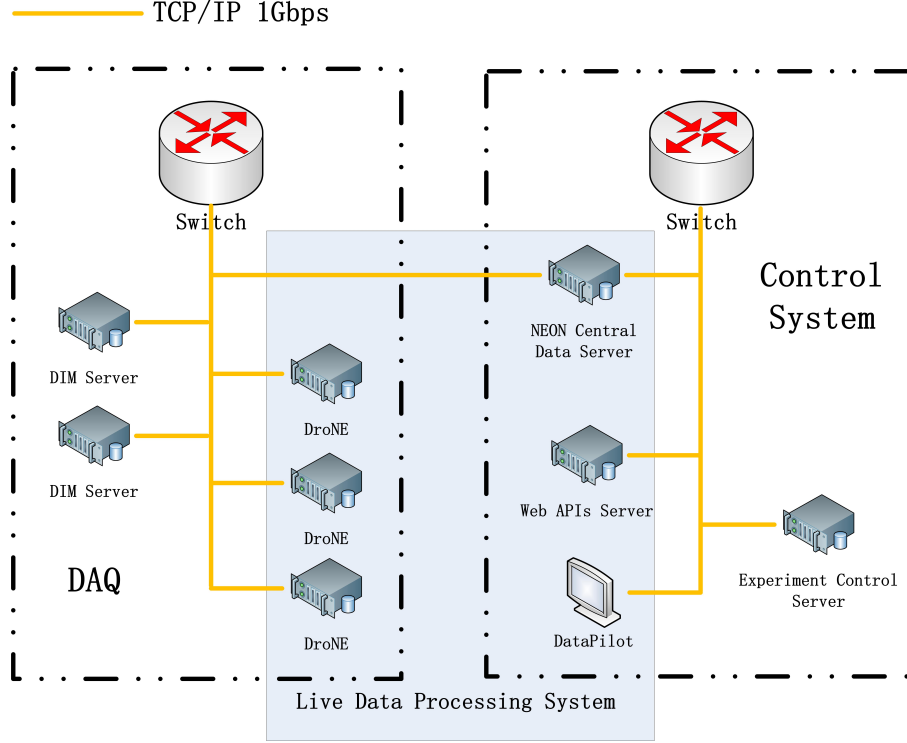 TCP/IP 1Gbps
Switch
Switch
Control
System
NEON Central
Data Server
DIM Server
DroNE
DIM Server
Web APIs Server
DroNE
DAQ
Experiment Control
Server
DroNE
DataPilot
Live Data Processing System